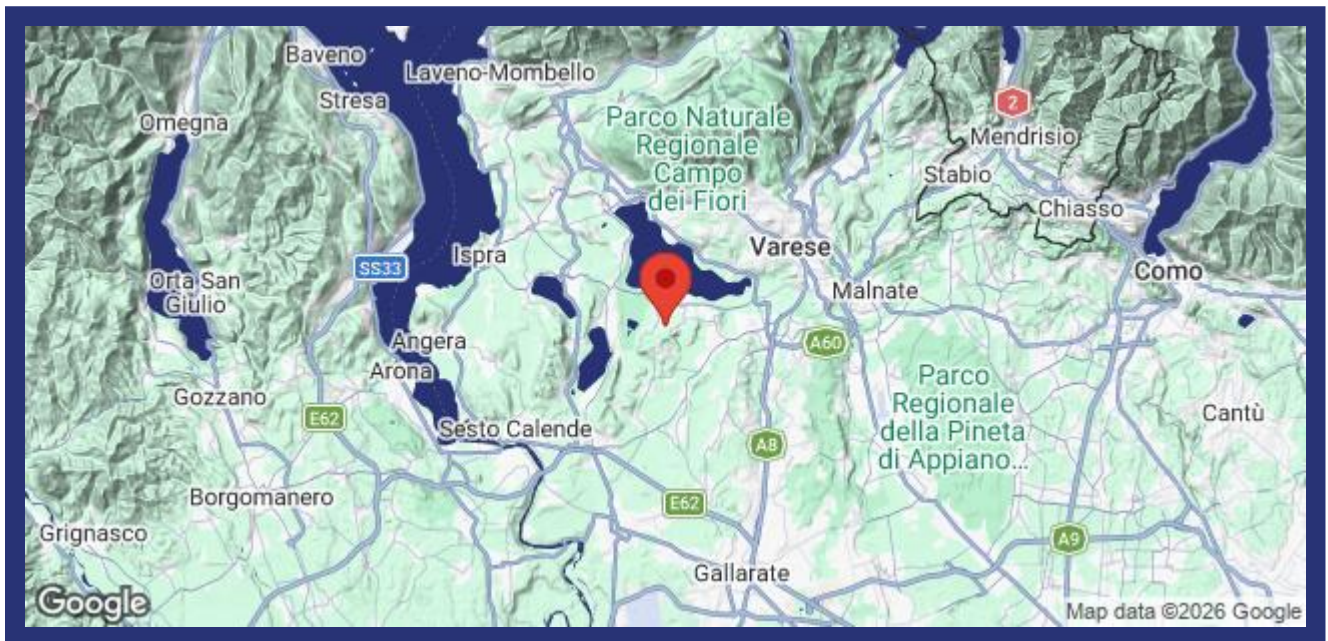 Baveno
Laveno-Mombello
Stresa
Omegna
2
Parco Naturale
Regionale
Campo
dei Fiori
Mendrisio
Stabio
Chiasso
Varese
Ispra
SS33
Como
Orta San
Giulio
Malnate
Angera
A60
Arona
Parco
Regionale
della Pineta
di Appiano...
Gozzano
E62
Cantù
Sesto Calende
A8
Borgomanero
E62
Grignasco
A9
Gallarate
Google
Map data ©2026 Google